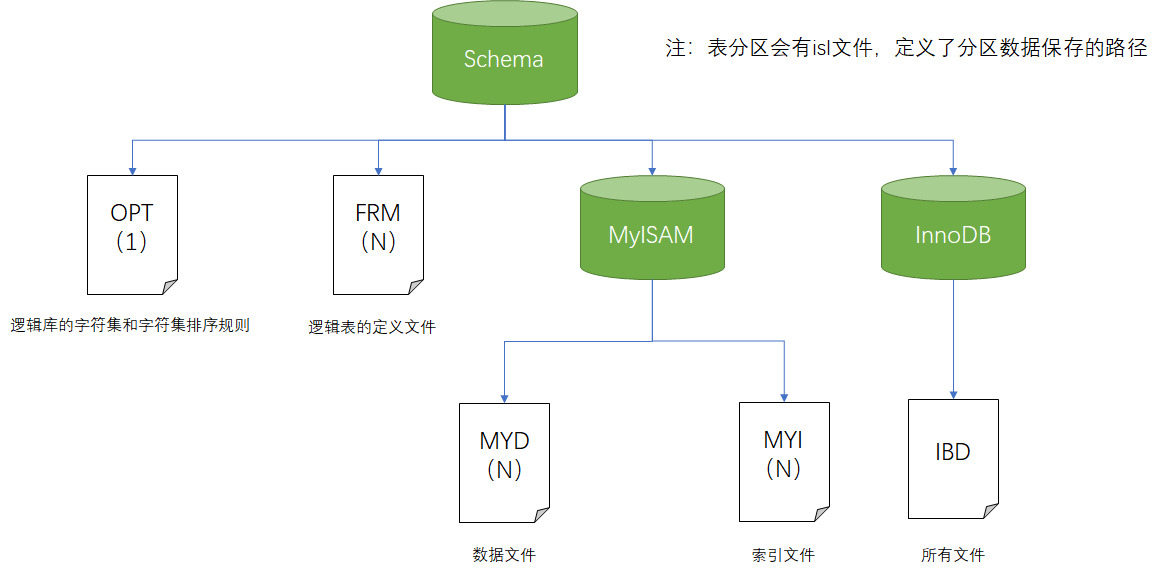 Schema
注：表分区会有isl文件，定义了分区数据保存的路径
OPT
（1）
FRM
（N）
MyISAM
InnoDB
逻辑库的字符集和字符集排序规则
逻辑表的定义文件
MYD
（N）
MYI
（N）
IBD
数据文件
索引文件
所有文件